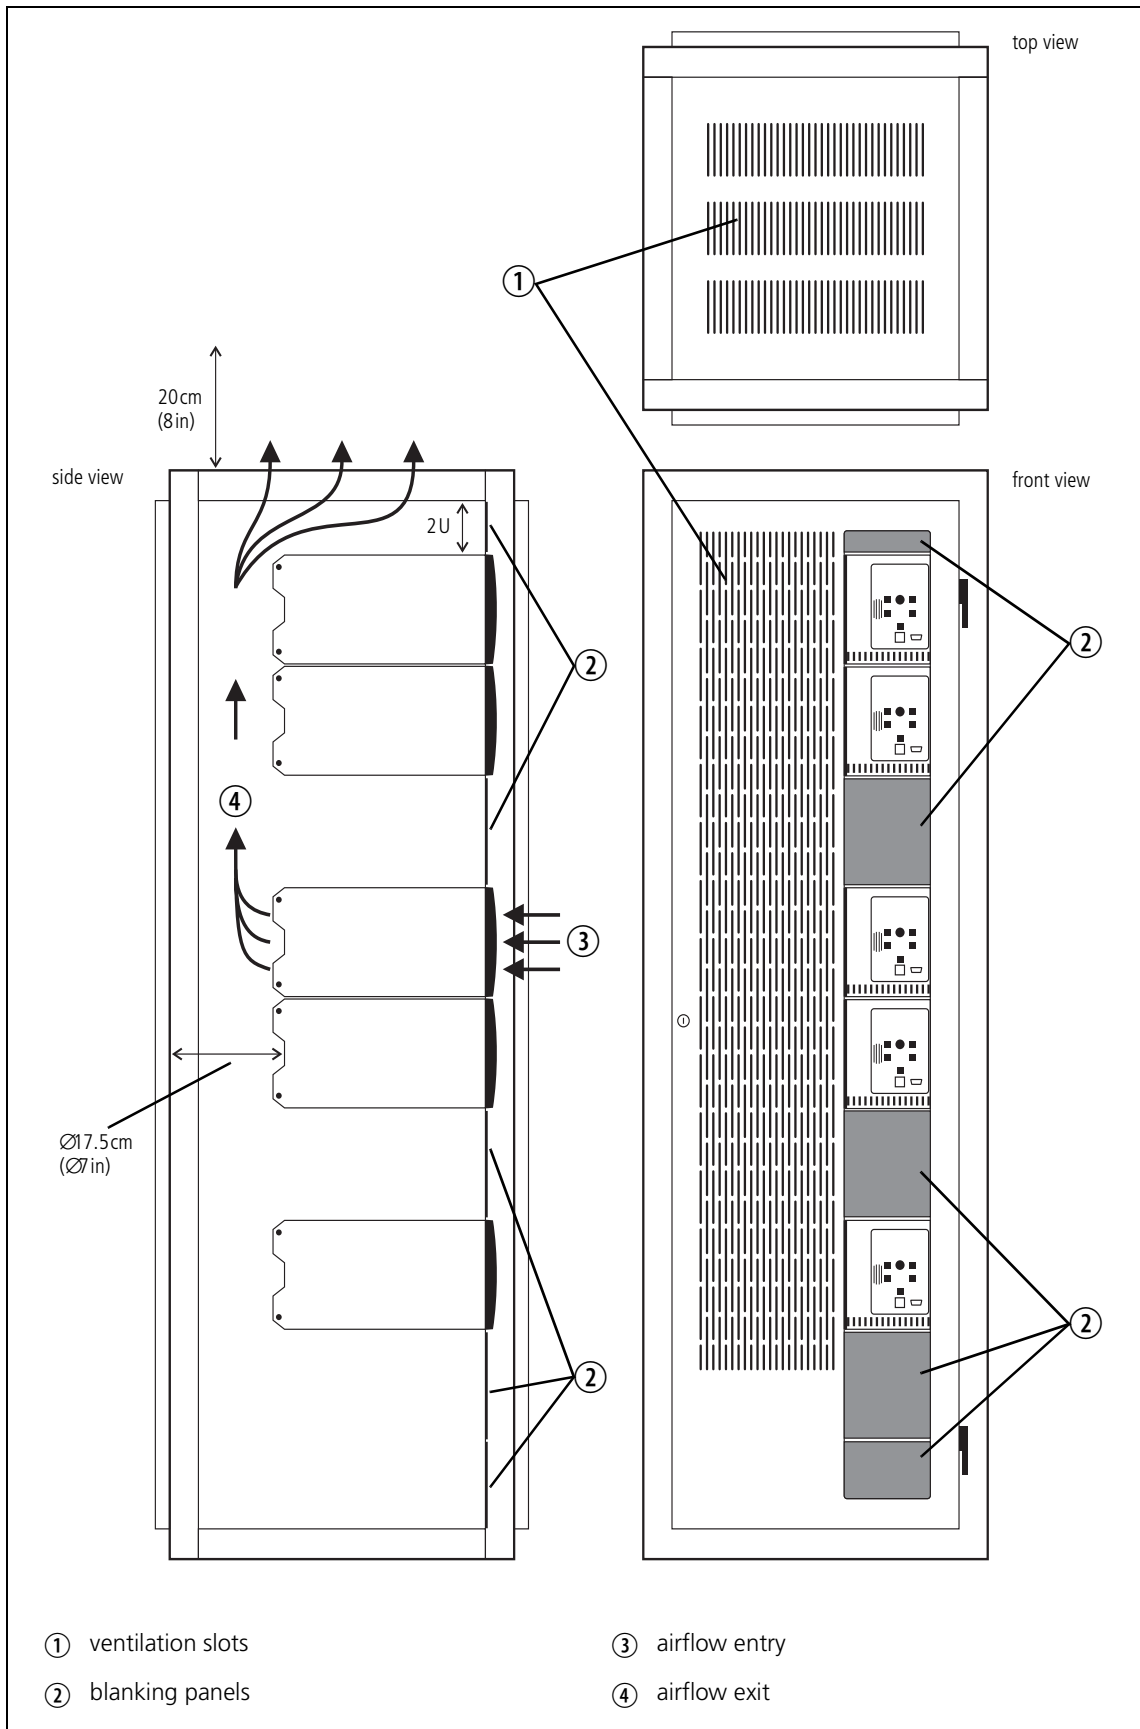 top view
①
20cm
(8in)
side view
front view
2U
②
②
④
③
Ø17.5cm
(Ø7in)
②
②
① ventilation slots
② blanking panels
③ airflow entry
④ airflow exit